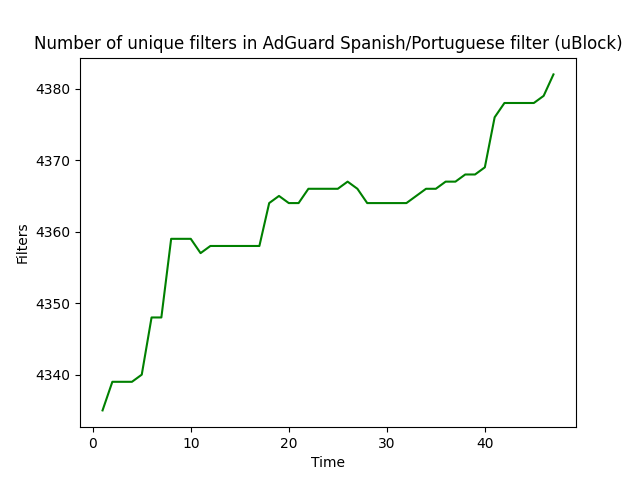 Number of unique filters in AdGuard Spanish/Portuguese filter (uBlock)
4380
4370
4360
4350
4340
Filters
0 10 20 30 40
Time